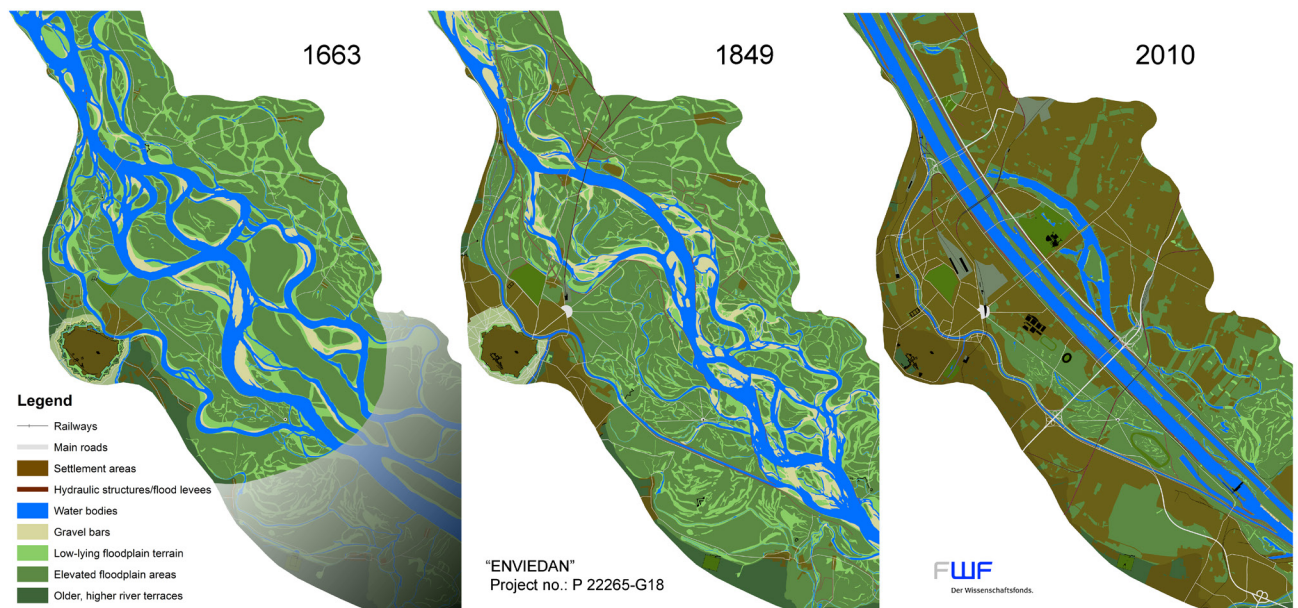 1663
1849
2010
Legend
Railways
Main roads
Settlement areas
Hydraulic structures/flood levees
Water bodies
Gravel bars
Low-lying floodplain terrain
Elevated floodplain areas
Older, higher river terraces
“ENVIEDAN”
Project no.: P 22265-G18
FWF
Der Wissenschaftsfonds.